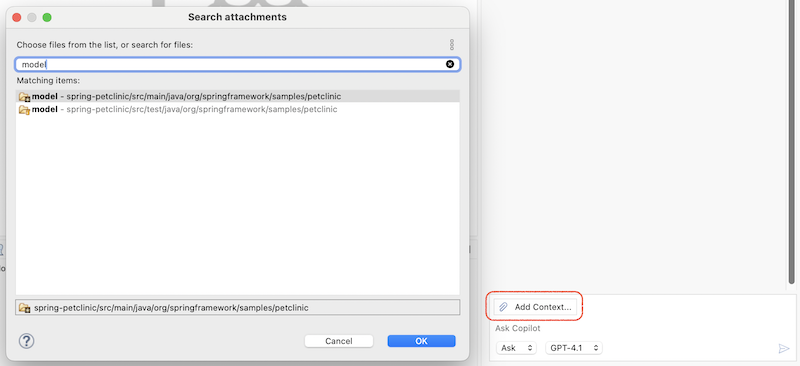 Search attachments
Choose files from the list, or search for files:
model
Matching items:
model - spring-petclinic/src/main/java/org/springframework/samples/petclinic
model - spring-petclinic/src/test/java/org/springframework/samples/petclinic
spring-petclinic/src/main/java/org/springframework/samples/petclinic
?
Cancel
OK
Add Context...
Ask Copilot
Ask
GPT-4.1